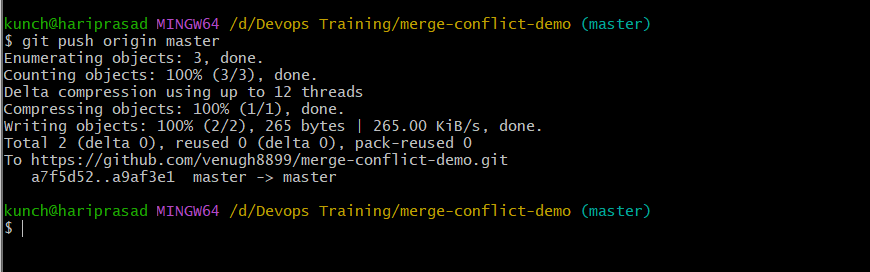 kunch@hariprasad MINGW64 /d/Devops Training/merge-conflict-demo (master)
$ git push origin master
Enumerating objects: 3, done.
Counting objects: 100% (3/3), done.
Delta compression using up to 12 threads
Compressing objects: 100% (1/1), done.
Writing objects: 100% (2/2), 265 bytes | 265.00 KiB/s, done.
Total 2 (delta 0), reused 0 (delta 0), pack-reused 0
To https://github.com/venugh8899/merge-conflict-demo.git
   a7f5d52..a9af3e1  master -> master
kunch@hariprasad MINGW64 /d/Devops Training/merge-conflict-demo (master)
$